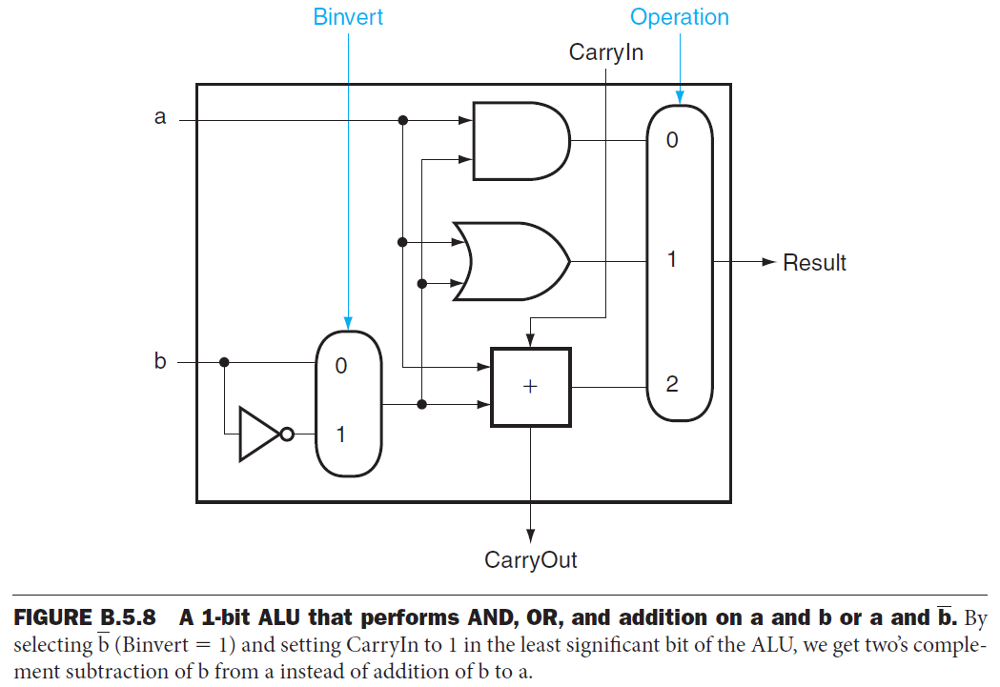 Binvert
Operation
CarryIn
a
0
1
Result
b
0
1
+
2
CarryOut
FIGURE B.5.8 A 1-bit ALU that performs AND, OR, and addition on a and b or a and b̅. By
selecting b̅ (Binvert = 1) and setting CarryIn to 1 in the least significant bit of the ALU, we get two’s comple-
ment subtraction of b from a instead of addition of b to a.